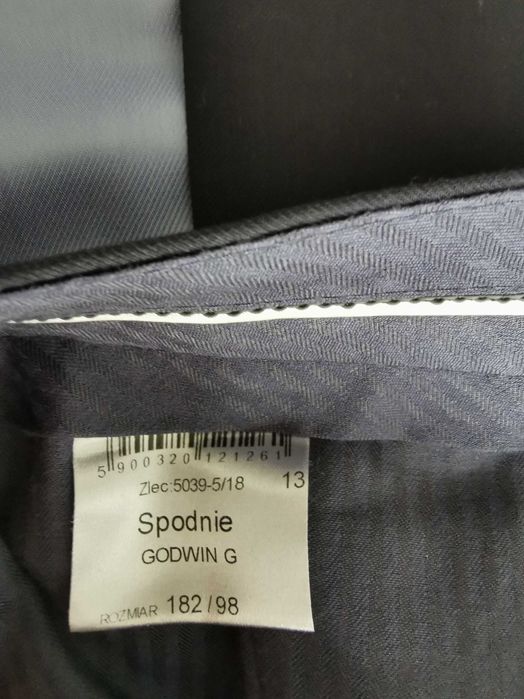 5 900320 121261
Zlec:5039-5/18 13
Spodnie
GODWIN G
ROZMIAR 182/98